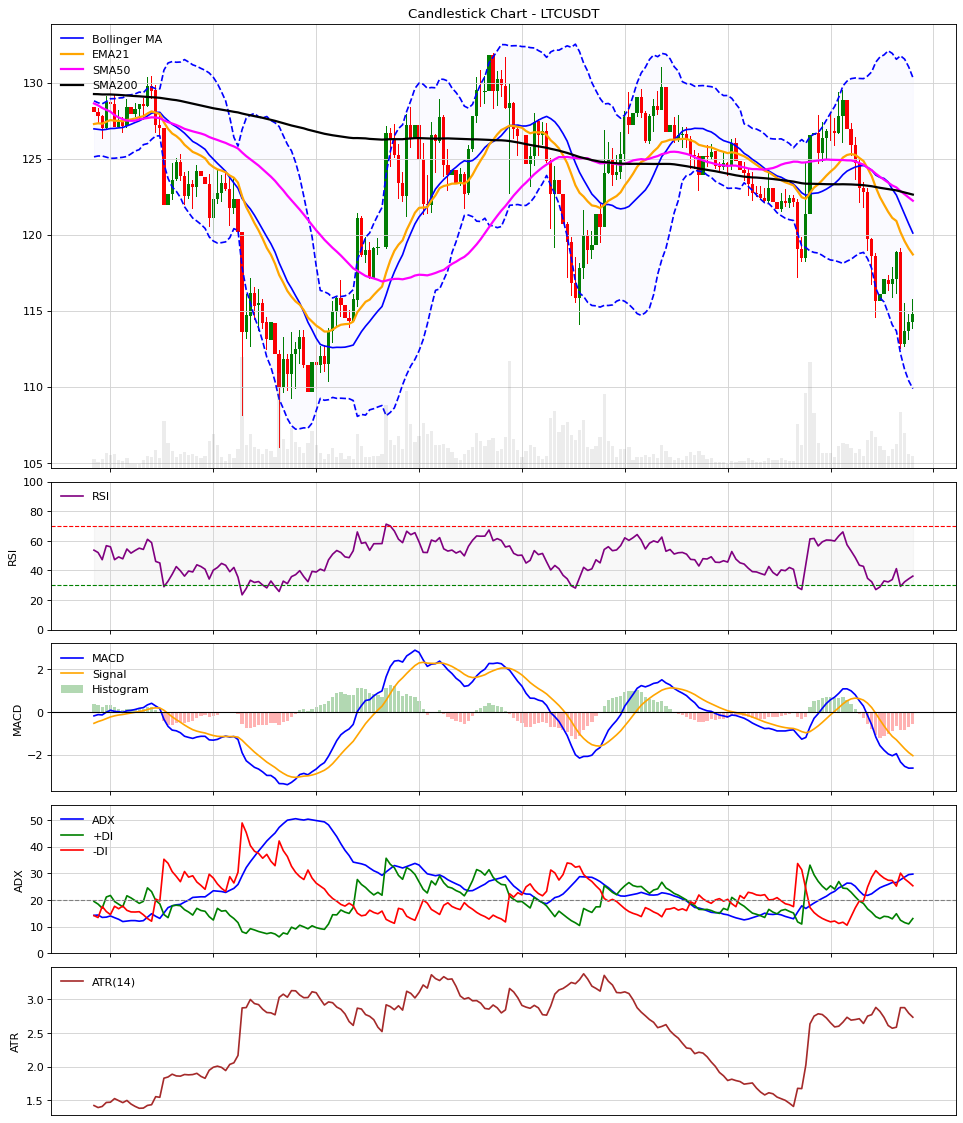 Candlestick Chart - LTCUSDT
Bollinger MA
EMA21
SMA50
SMA200
130
125
120
115
110
105
RSI
100
80
60
40
20
0
RSI
MACD
Signal
Histogram
2
0
−2
MACD
ADX
+DI
-DI
50
40
30
20
10
0
ADX
ATR(14)
3.0
2.5
2.0
1.5
ATR